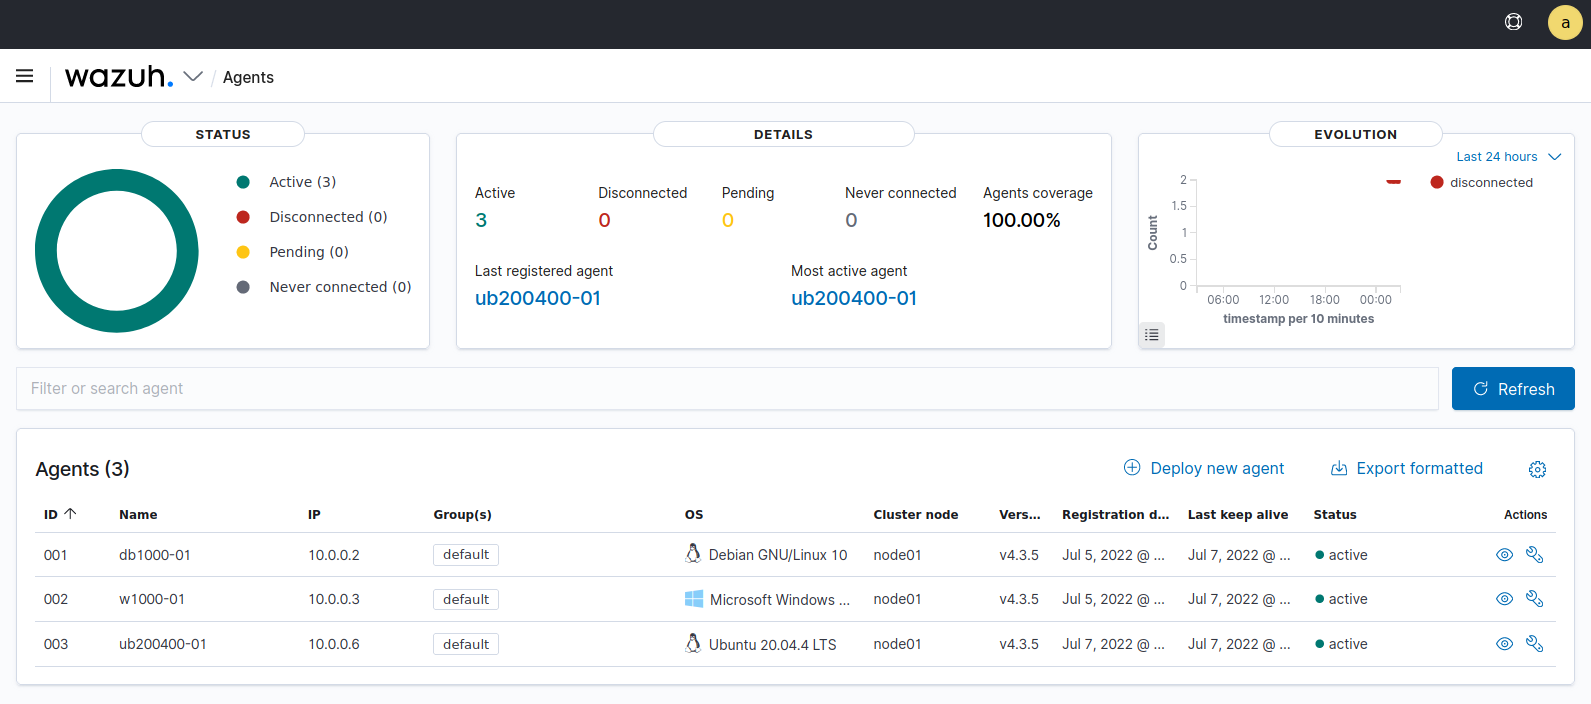 a
wazuh. / Agents
STATUS
Active (3)
Disconnected (0)
Pending (0)
Never connected (0)
DETAILS
Active Disconnected Pending Never connected Agents coverage
3 0 0 0 100.00%
Last registered agent Most active agent
ub200400-01 ub200400-01
EVOLUTION
Last 24 hours
disconnected
2
1.5
1
0.5
0
Count
06:00 12:00 18:00 00:00
timestamp per 10 minutes
Filter or search agent
Refresh
Agents (3) Deploy new agent Export formatted
ID Name IP Group(s) OS Cluster node Vers... Registration d... Last keep alive Status Actions
001 db1000-01 10.0.0.2 default Debian GNU/Linux 10 node01 v4.3.5 Jul 5, 2022 @ ... Jul 7, 2022 @ ... active
002 w1000-01 10.0.0.3 default Microsoft Windows ... node01 v4.3.5 Jul 5, 2022 @ ... Jul 7, 2022 @ ... active
003 ub200400-01 10.0.0.6 default Ubuntu 20.04.4 LTS node01 v4.3.5 Jul 7, 2022 @ ... Jul 7, 2022 @ ... active